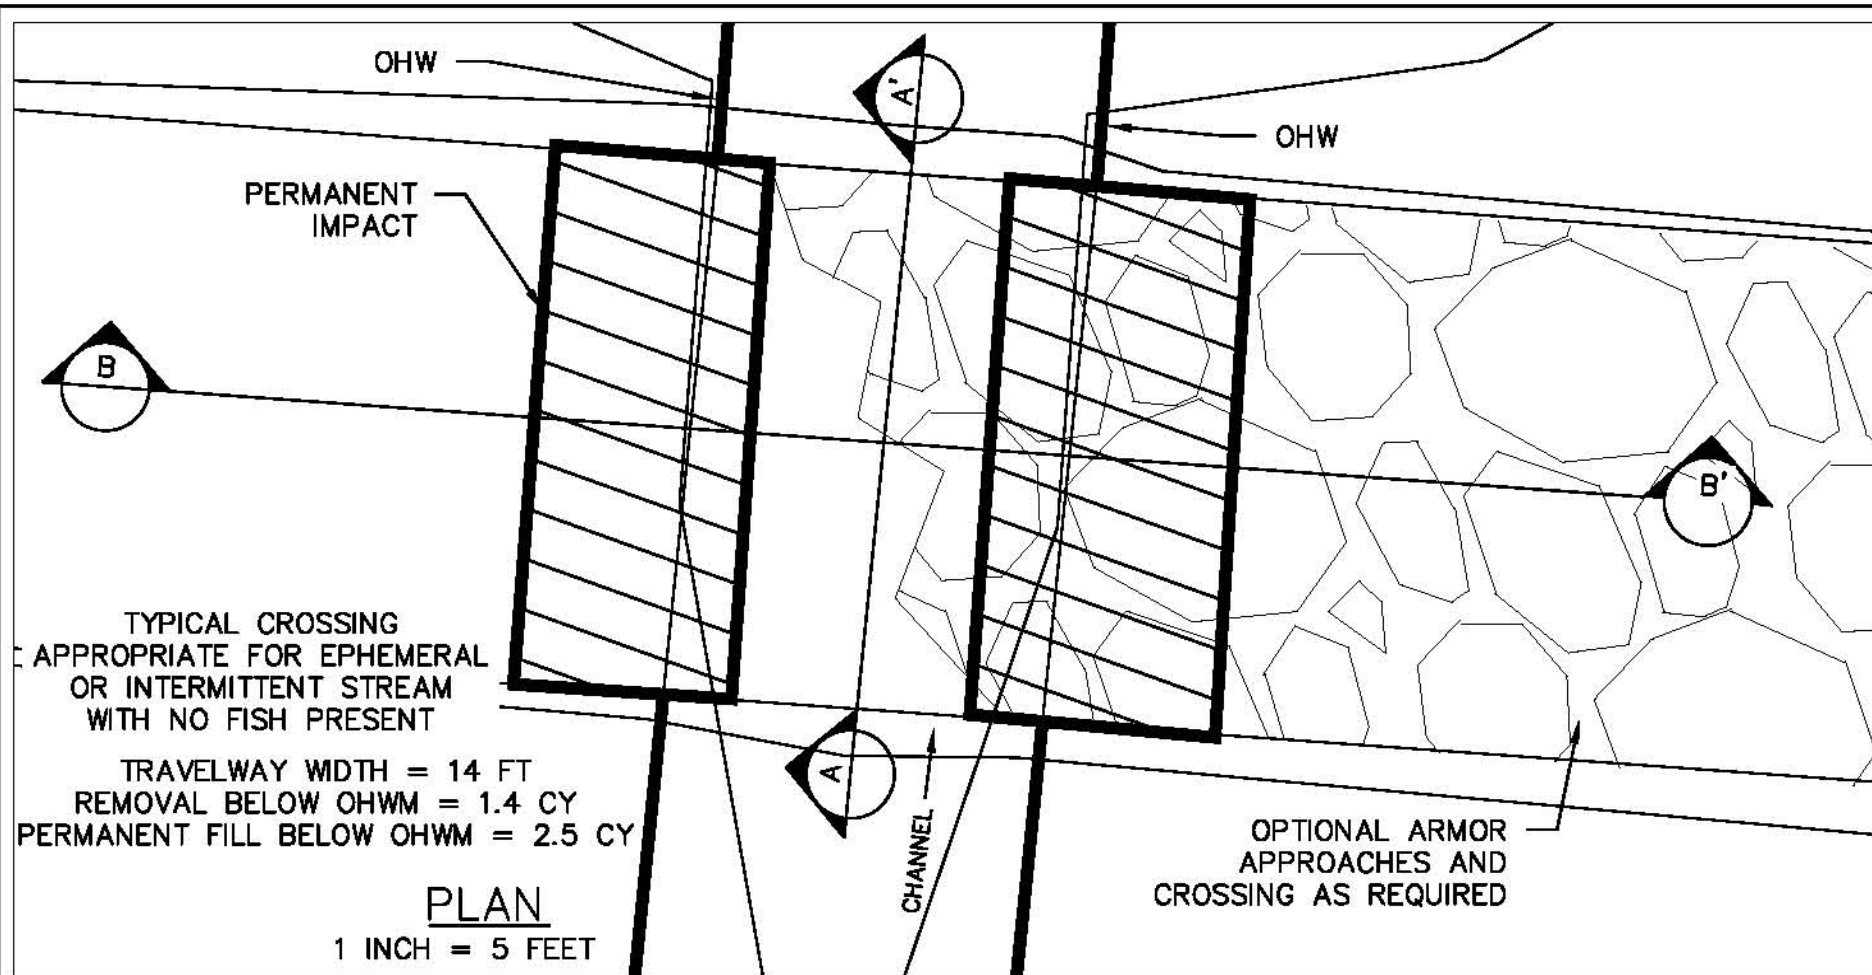 OHW
A'
OHW
PERMANENT
IMPACT
B
B'
TYPICAL CROSSING
APPROPRIATE FOR EPHEMERAL
OR INTERMITTENT STREAM
WITH NO FISH PRESENT
TRAVELWAY WIDTH = 14 FT
REMOVAL BELOW OHWM = 1.4 CY
PERMANENT FILL BELOW OHWM = 2.5 CY
A
CHANNEL
OPTIONAL ARMOR
APPROACHES AND
CROSSING AS REQUIRED
PLAN
1 INCH = 5 FEET